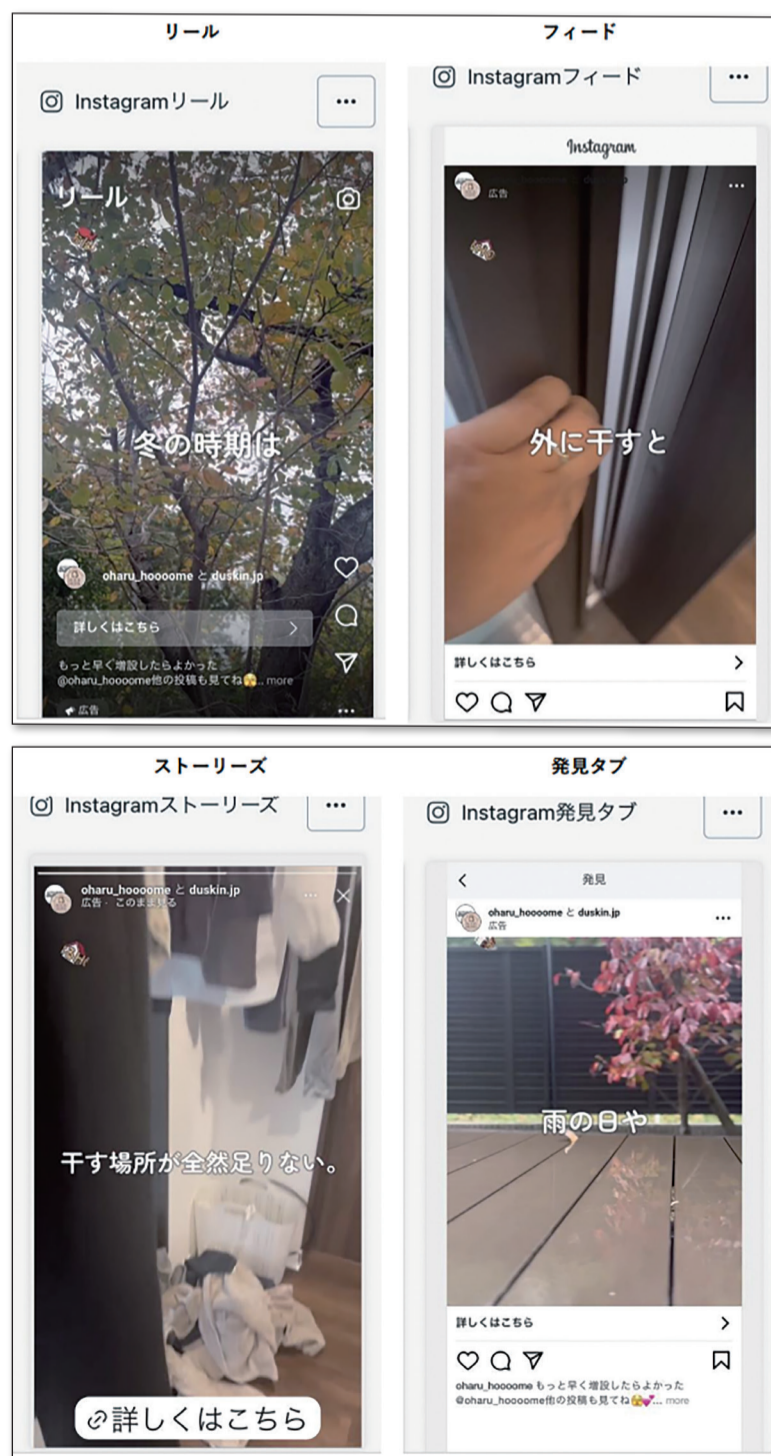 リール
Instagramリール
リール
冬の時期は
oharu_hoooome と duskin.jp
詳しくはこちら
もっと早く増設したらよかった
@oharu_hoooome他の投稿も見てね🫣... more
広告
フィード
Instagramフィード
Instagram
広告
外に干すと
詳しくはこちら
ストーリーズ
Instagramストーリーズ
oharu_hoooome と duskin.jp
広告・このまま見る
干す場所が全然足りない。
詳しくはこちら
発見タブ
Instagram発見タブ
発見
oharu_hoooome と duskin.jp
広告
雨の日や
詳しくはこちら
oharu_hoooome もっと早く増設したらよかった
@oharu_hoooome他の投稿も見てね🫣💕... more